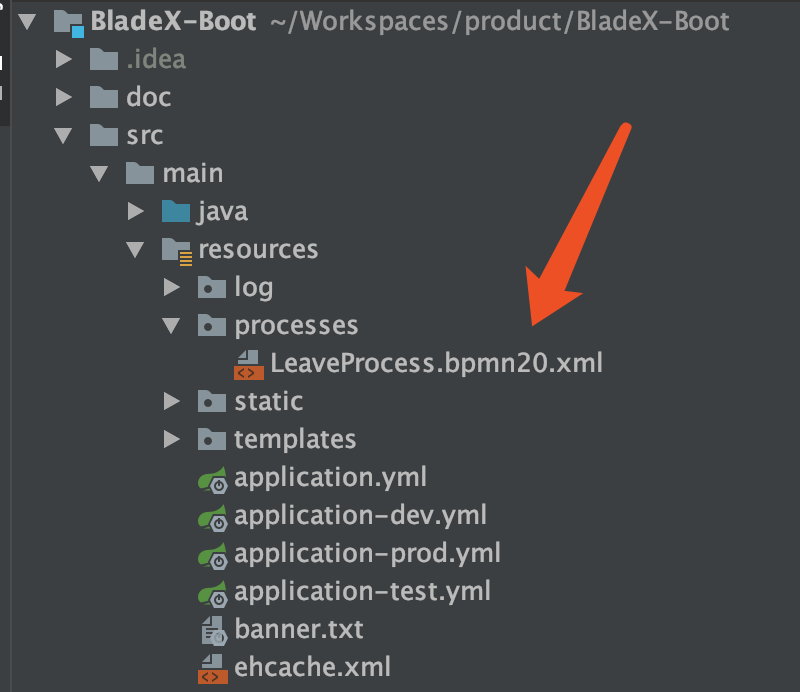 BladeX-Boot ~/Workspaces/product/BladeX-Boot
.idea
doc
src
main
java
resources
log
processes
LeaveProcess.bpmn20.xml
static
templates
application.yml
application-dev.yml
application-prod.yml
application-test.yml
banner.txt
ehcache.xml